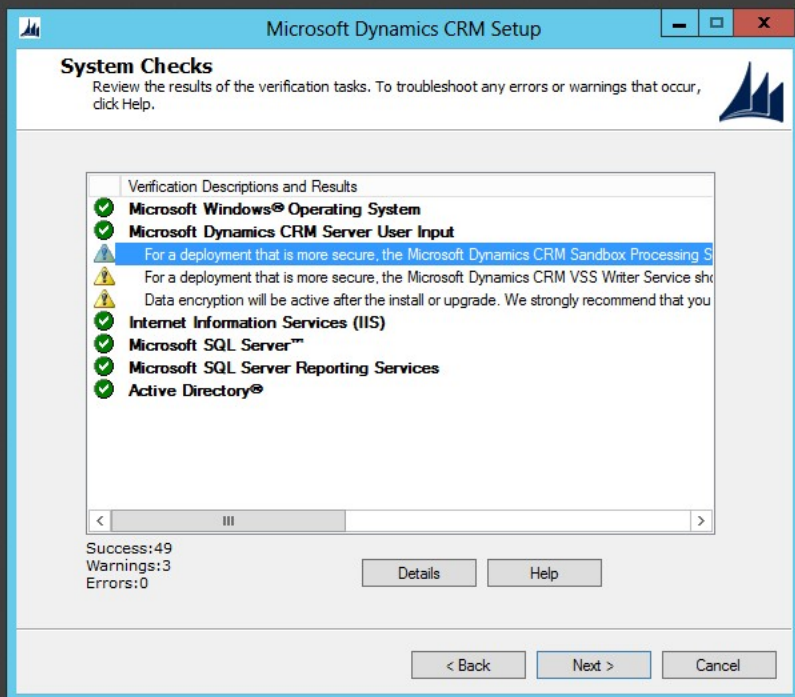 Microsoft Dynamics CRM Setup
System Checks
Review the results of the verification tasks. To troubleshoot any errors or warnings that occur,
click Help.
Verification Descriptions and Results
Microsoft Windows® Operating System
Microsoft Dynamics CRM Server User Input
For a deployment that is more secure, the Microsoft Dynamics CRM Sandbox Processing S
For a deployment that is more secure, the Microsoft Dynamics CRM VSS Writer Service sho
Data encryption will be active after the install or upgrade. We strongly recommend that you
Internet Information Services (IIS)
Microsoft SQL Server™
Microsoft SQL Server Reporting Services
Active Directory®
Success:49
Warnings:3
Errors:0
Details
Help
< Back
Next >
Cancel